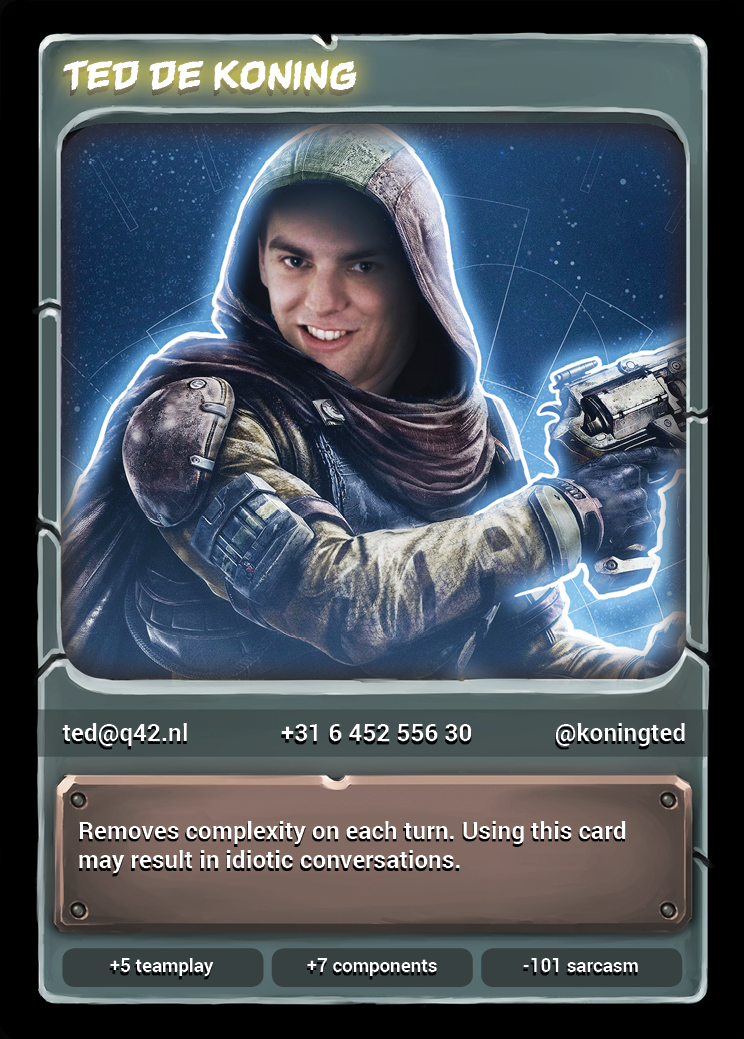 TED DE KONING
ted@q42.nl +31 6 452 556 30 @koningted
Removes complexity on each turn. Using this card
may result in idiotic conversations.
+5 teamplay +7 components -101 sarcasm